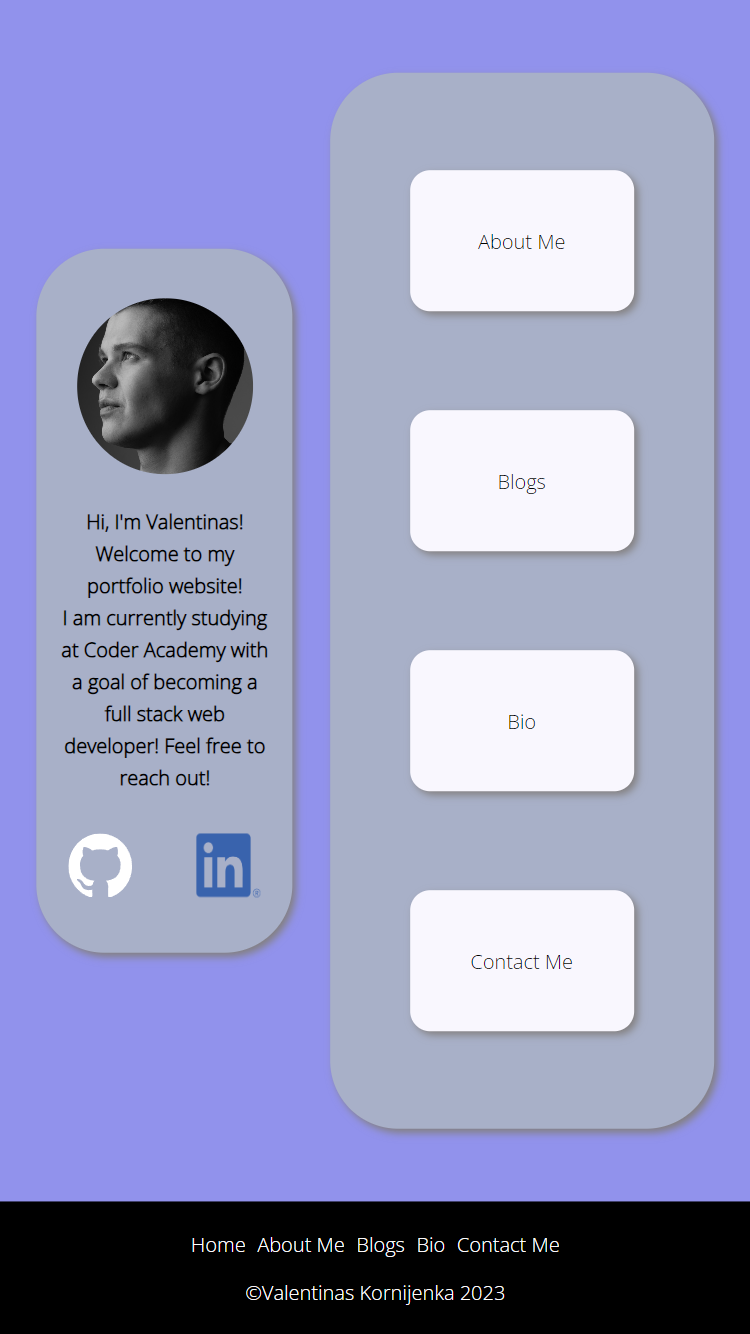 Hi, I'm Valentinas!
Welcome to my
portfolio website!
I am currently studying
at Coder Academy with
a goal of becoming a
full stack web
developer! Feel free to
reach out!
in®
About Me
Blogs
Bio
Contact Me
Home About Me Blogs Bio Contact Me
©Valentinas Kornijenka 2023